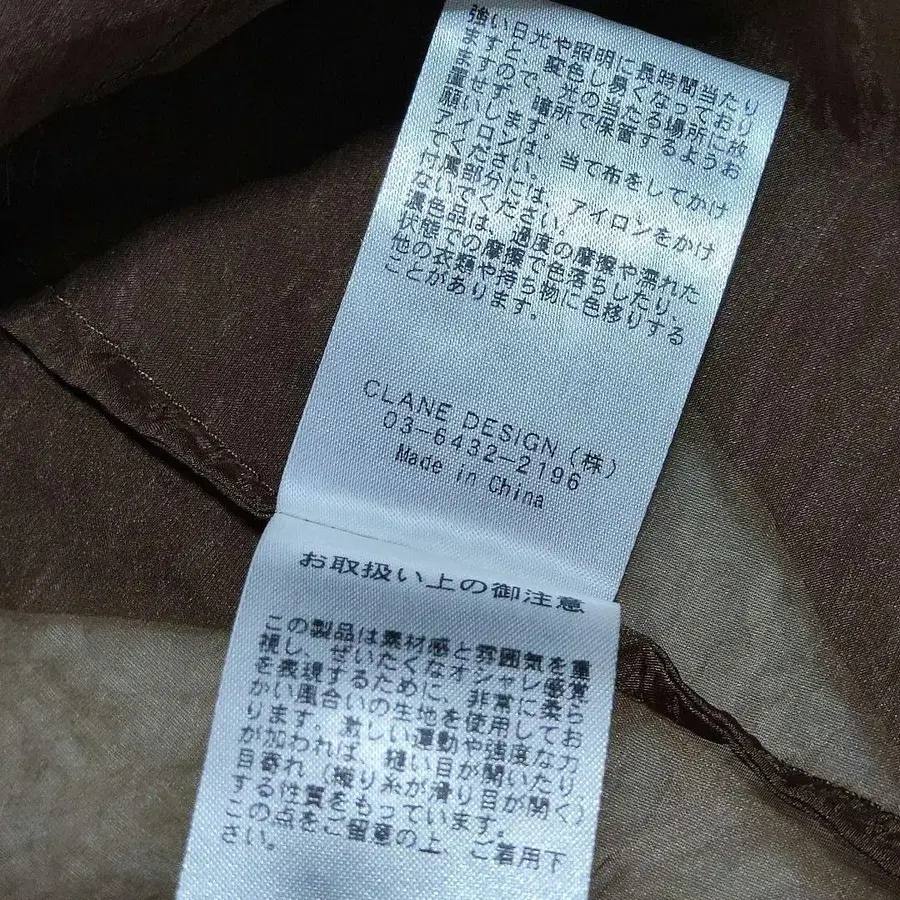 強い日光や照明に長時間当たり
ますと、変色し易くなっており
ますので、光の当たる場所に放
置せず、暗所で保管するようお
願いします。
アイロンは、当て布をしてかけ
てください。
付属部分には、アイロンをかけ
ないでください。
濃色品は、過度の摩擦や濡れた
状態での摩擦で色落ちしたり、
他の衣類や持ち物に色移りする
ことがあります。
CLANE DESIGN(株)
03-6432-2196
Made in China
お取扱い上の御注意
この製品は素材感と雰囲気を重
視し、ぜいたくなオシャレ感覚
を表現するために、非常に柔ら
かい風合いの生地を使用してお
ります。激しい運動や強度な力
が加われば、縫い目が開いたり、
目寄れ(織り糸が滑り目が開く)
する性質をもっています。
この点をご留意の上、ご着用下
さい。